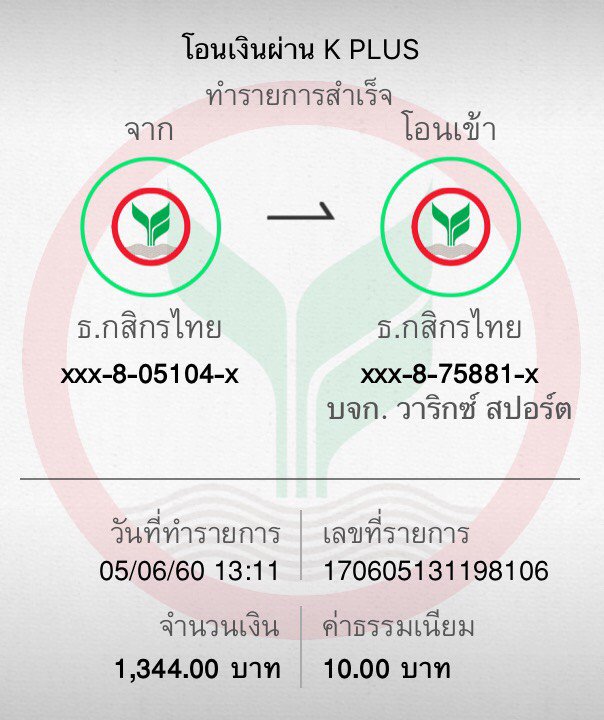 โอนเงินผ่าน K PLUS
ทำรายการสำเร็จ
จาก
โอนเข้า
ธ.กสิกรไทย
ธ.กสิกรไทย
xxx-8-05104-x
xxx-8-75881-x
บจก. วาริกซ์ สปอร์ต
วันที่ทำรายการ
เลขที่รายการ
05/06/60 13:11
170605131198106
จำนวนเงิน
ค่าธรรมเนียม
1,344.00 บาท
10.00 บาท